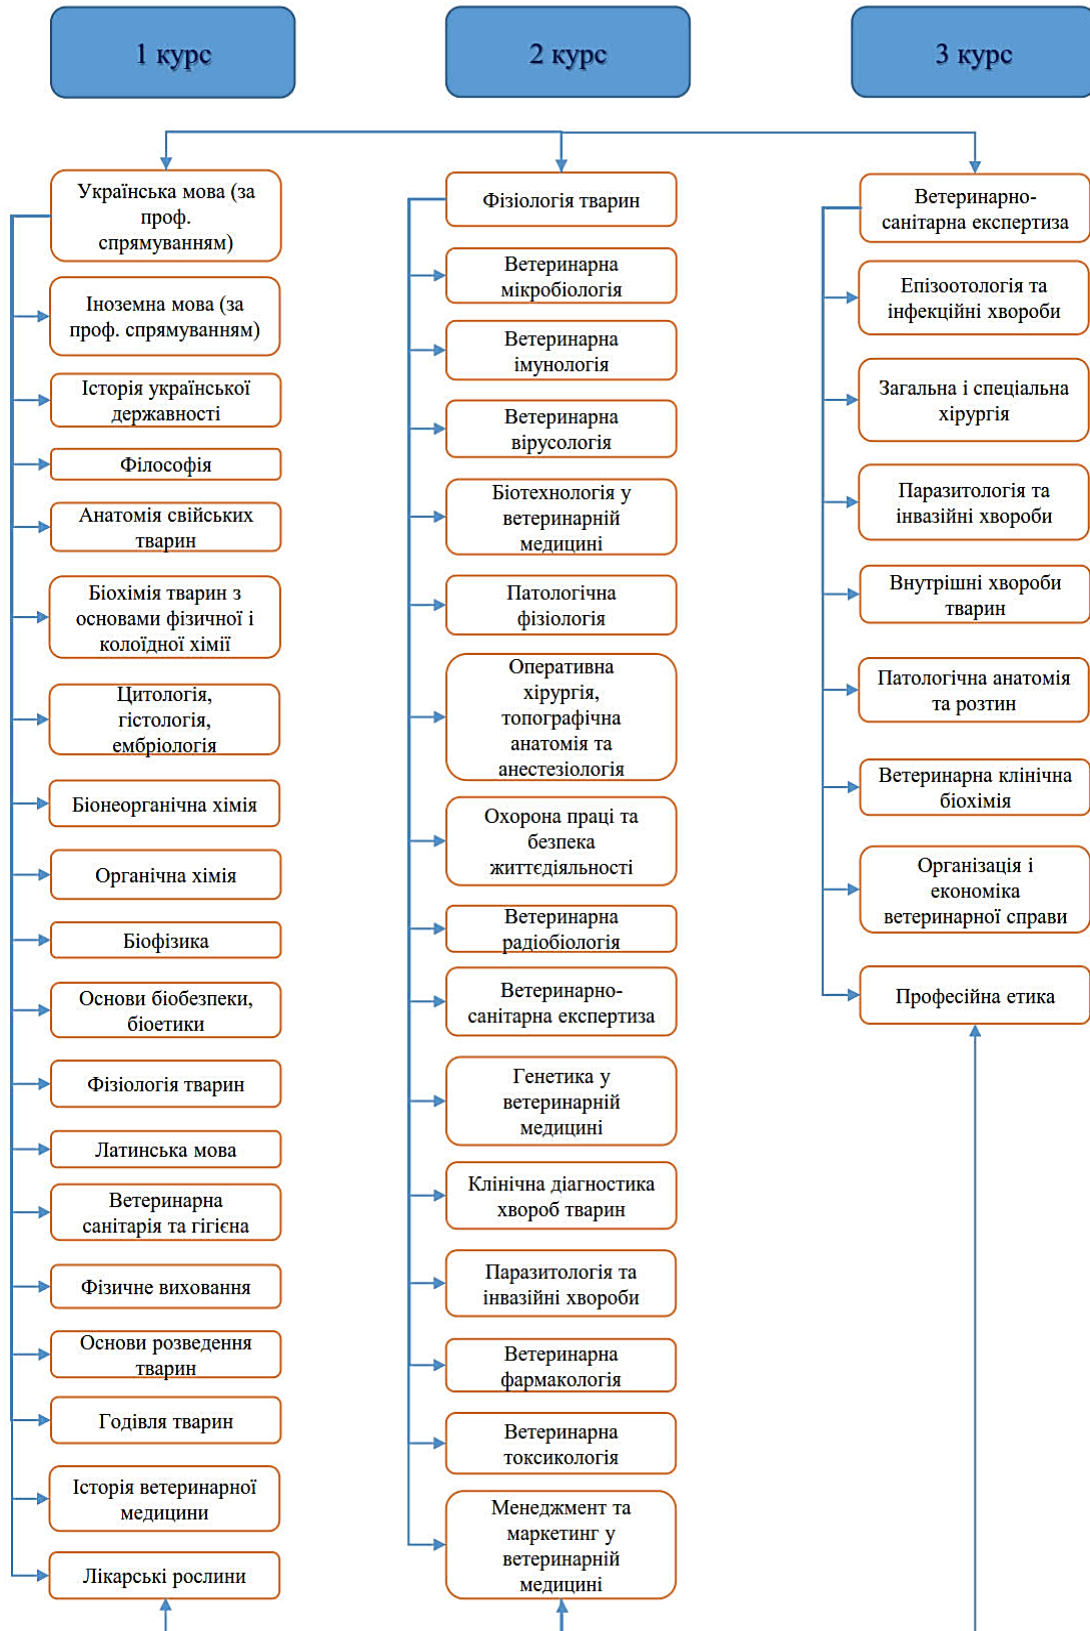 1 курс
2 курс
3 курс
Українська мова (за
проф.
спрямуванням)
Іноземна мова (за
проф. спрямуванням)
Історія української
державності
Філософія
Анатомія свійських
тварин
Біохімія тварин з
основами фізичної і
колоїдної хімії
Цитологія,
гістологія,
ембріологія
Біонеорганічна хімія
Органічна хімія
Біофізика
Основи біобезпеки,
біоетики
Фізіологія тварин
Латинська мова
Ветеринарна
санітарія та гігієна
Фізичне виховання
Основи розведення
тварин
Годівля тварин
Історія ветеринарної
медицини
Лікарські рослини
Фізіологія тварин
Ветеринарна
мікробіологія
Ветеринарна
імунологія
Ветеринарна
вірусологія
Біотехнологія у
ветеринарній
медицині
Патологічна
фізіологія
Оперативна
хірургія,
топографічна
анатомія та
анестезіологія
Охорона праці та
безпека
життєдіяльності
Ветеринарна
радіобіологія
Ветеринарно-
санітарна експертиза
Генетика у
ветеринарній
медицині
Клінічна діагностика
хвороб тварин
Паразитологія та
інвазійні хвороби
Ветеринарна
фармакологія
Ветеринарна
токсикологія
Менеджмент та
маркетинг у
ветеринарній
медицині
Ветеринарно-
санітарна експертиза
Епізоотологія та
інфекційні хвороби
Загальна і спеціальна
хірургія
Паразитологія та
інвазійні хвороби
Внутрішні хвороби
тварин
Патологічна анатомія
та розтин
Ветеринарна клінічна
біохімія
Організація і
економіка
ветеринарної справи
Професійна етика